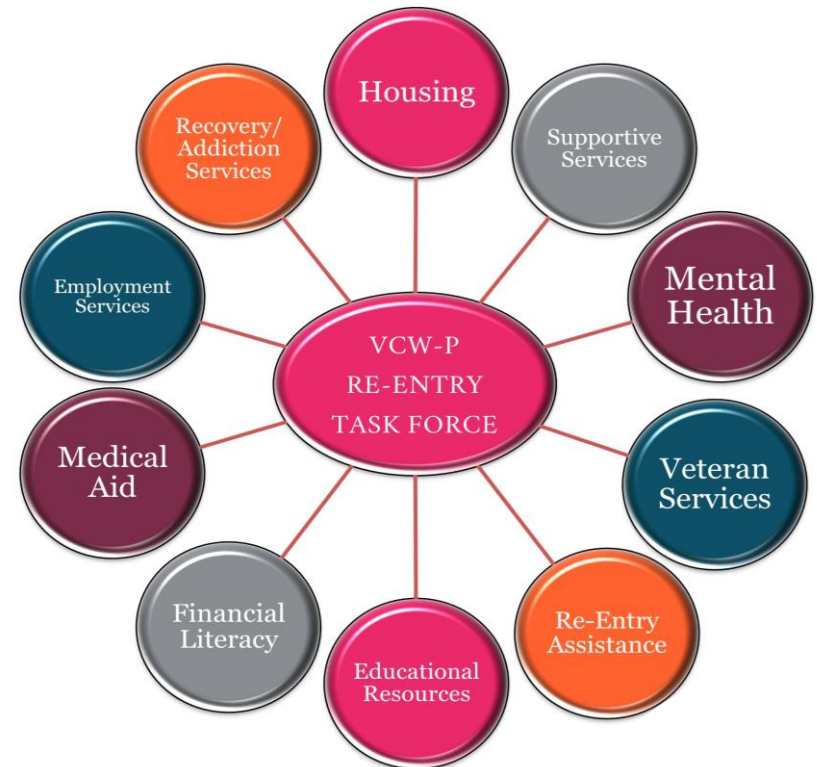 Housing
Supportive
Services
Mental
Health
Veteran
Services
Re-Entry
Assistance
Educational
Resources
Financial
Literacy
Medical
Aid
Employment
Services
Recovery/
Addiction
Services
VCW-P
RE-ENTRY
TASK FORCE